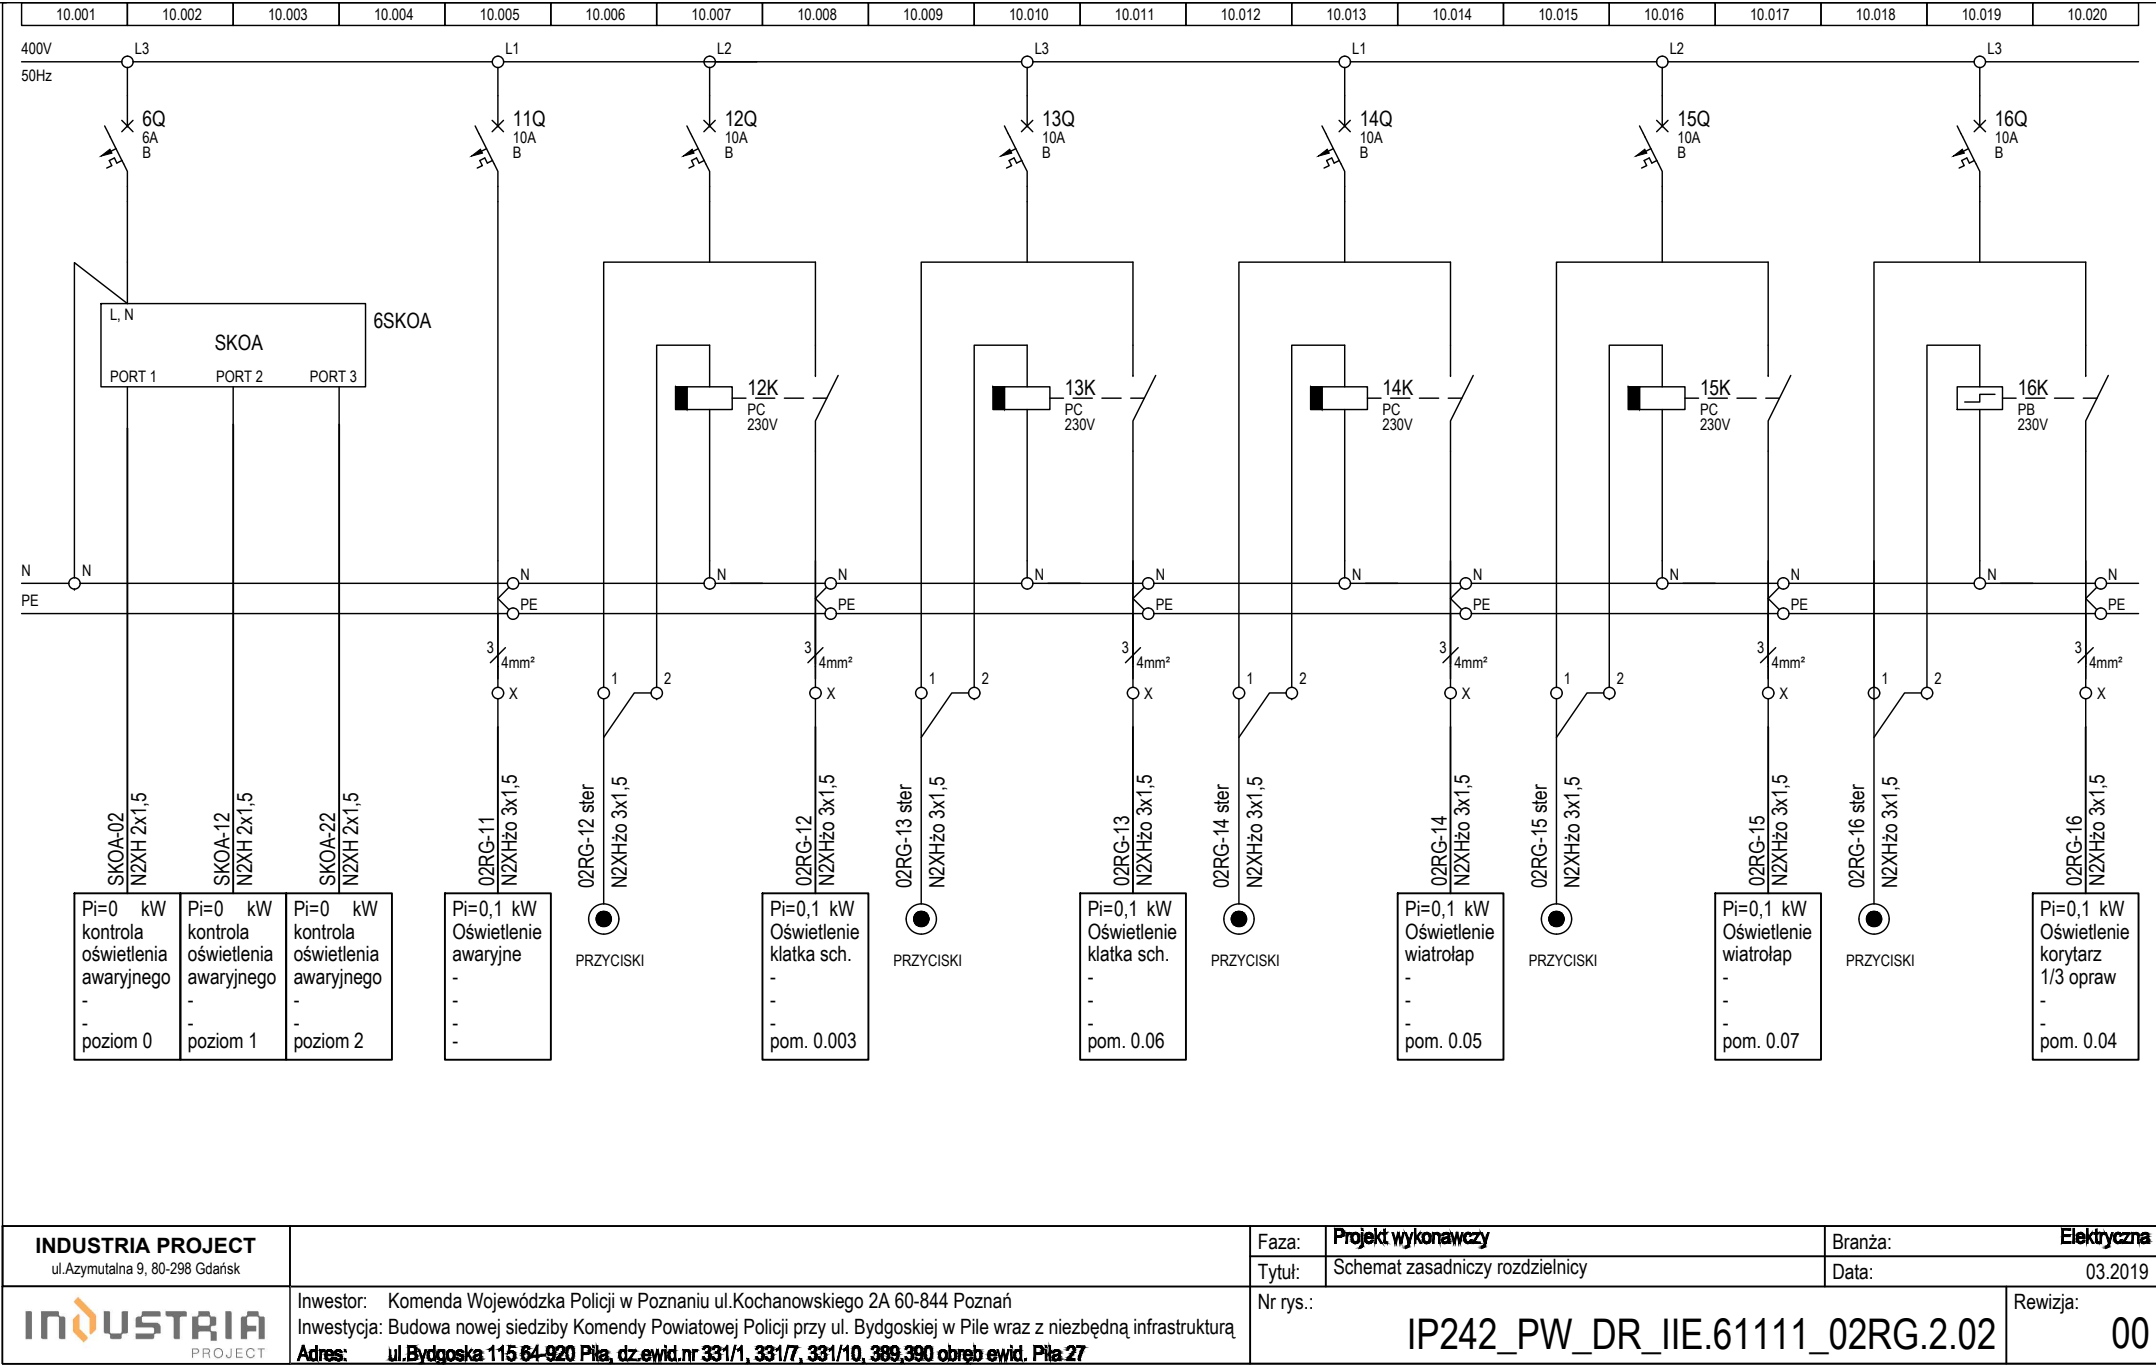 10.001 10.002 10.003 10.004 10.005 10.006 10.007 10.008 10.009 10.010 10.011 10.012 10.013 10.014 10.015 10.016 10.017 10.018 10.019 10.020
400V L3 L1 L2 L3 L1 L2 L3
50Hz
6Q 11Q 12Q 13Q 14Q 15Q 16Q
6A 10A 10A 10A 10A 10A 10A
B B B B B B B
L, N
6SKOA
SKOA
PORT 1 PORT 2 PORT 3
12K 13K 14K 15K 16K
PC PC PC PC PB
230V 230V 230V 230V 230V
N N N N N N N N N N N N N
PE PE PE PE PE PE PE
3 3 3 3 3 3
4mm² 4mm² 4mm² 4mm² 4mm² 4mm²
X 1 2 X 1 2 X 1 2 X 1 2 X 1 2 X
SKOA-02
N2XH 2x1,5
SKOA-12
N2XH 2x1,5
SKOA-22
N2XH 2x1,5
02RG-11
N2XHżo 3x1,5
02RG-12 ster
N2XHżo 3x1,5
02RG-12
N2XHżo 3x1,5
02RG-13 ster
N2XHżo 3x1,5
02RG-13
N2XHżo 3x1,5
02RG-14 ster
N2XHżo 3x1,5
02RG-14
N2XHżo 3x1,5
02RG-15 ster
N2XHżo 3x1,5
02RG-15
N2XHżo 3x1,5
02RG-16 ster
N2XHżo 3x1,5
02RG-16
N2XHżo 3x1,5
Pi=0 kW
kontrola
oświetlenia
awaryjnego
-
-
poziom 0
Pi=0 kW
kontrola
oświetlenia
awaryjnego
-
-
poziom 1
Pi=0 kW
kontrola
oświetlenia
awaryjnego
-
-
poziom 2
Pi=0,1 kW
Oświetlenie
awaryjne
-
-
-
-
PRZYCISKI
Pi=0,1 kW
Oświetlenie
klatka sch.
-
-
-
pom. 0.003
PRZYCISKI
Pi=0,1 kW
Oświetlenie
klatka sch.
-
-
-
pom. 0.06
PRZYCISKI
Pi=0,1 kW
Oświetlenie
wiatrołap
-
-
-
pom. 0.05
PRZYCISKI
Pi=0,1 kW
Oświetlenie
wiatrołap
-
-
-
pom. 0.07
PRZYCISKI
Pi=0,1 kW
Oświetlenie
korytarz
1/3 opraw
-
-
pom. 0.04
INDUSTRIA PROJECT
ul.Azymutalna 9, 80-298 Gdańsk
INDUSTRIA
PROJECT
Inwestor: Komenda Wojewódzka Policji w Poznaniu ul.Kochanowskiego 2A 60-844 Poznań
Inwestycja: Budowa nowej siedziby Komendy Powiatowej Policji przy ul. Bydgoskiej w Pile wraz z niezbędną infrastrukturą
Adres: ul.Bydgoska 115 64-920 Piła, dz.ewid.nr 331/1, 331/7, 331/10, 389,390 obręb ewid. Piła 27
Faza: Projekt wykonawczy Branża: Elektryczna
Tytuł: Schemat zasadniczy rozdzielnicy Data: 03.2019
Nr rys.: IP242_PW_DR_IIE.61111_02RG.2.02 Rewizja: 00